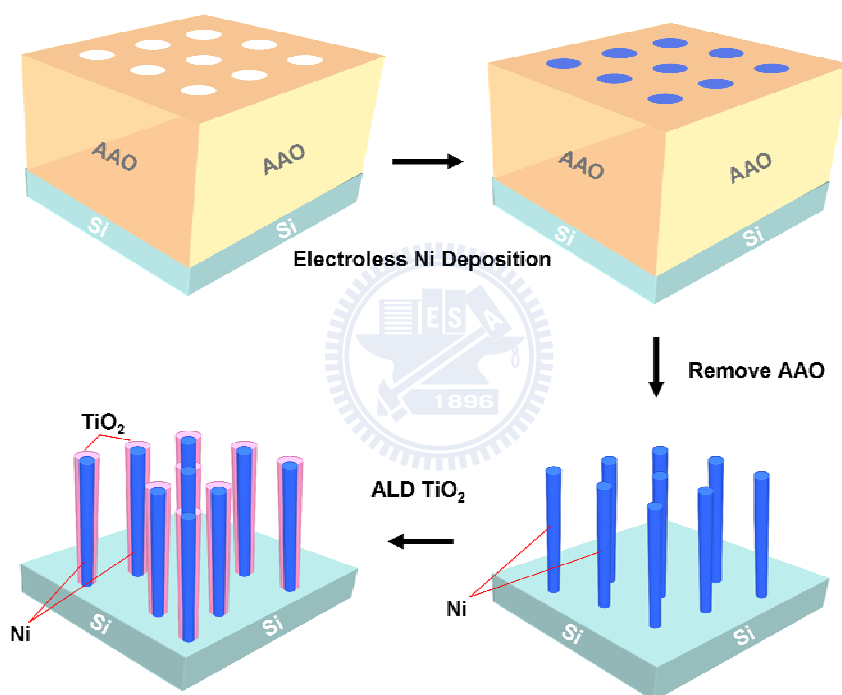 AAO
AAO
Si
Si
AAO
AAO
Si
Si
Electroless Ni Deposition
E S A
1896
Remove AAO
TiO₂
ALD TiO₂
Ni
Si
Si
Ni
Si
Si